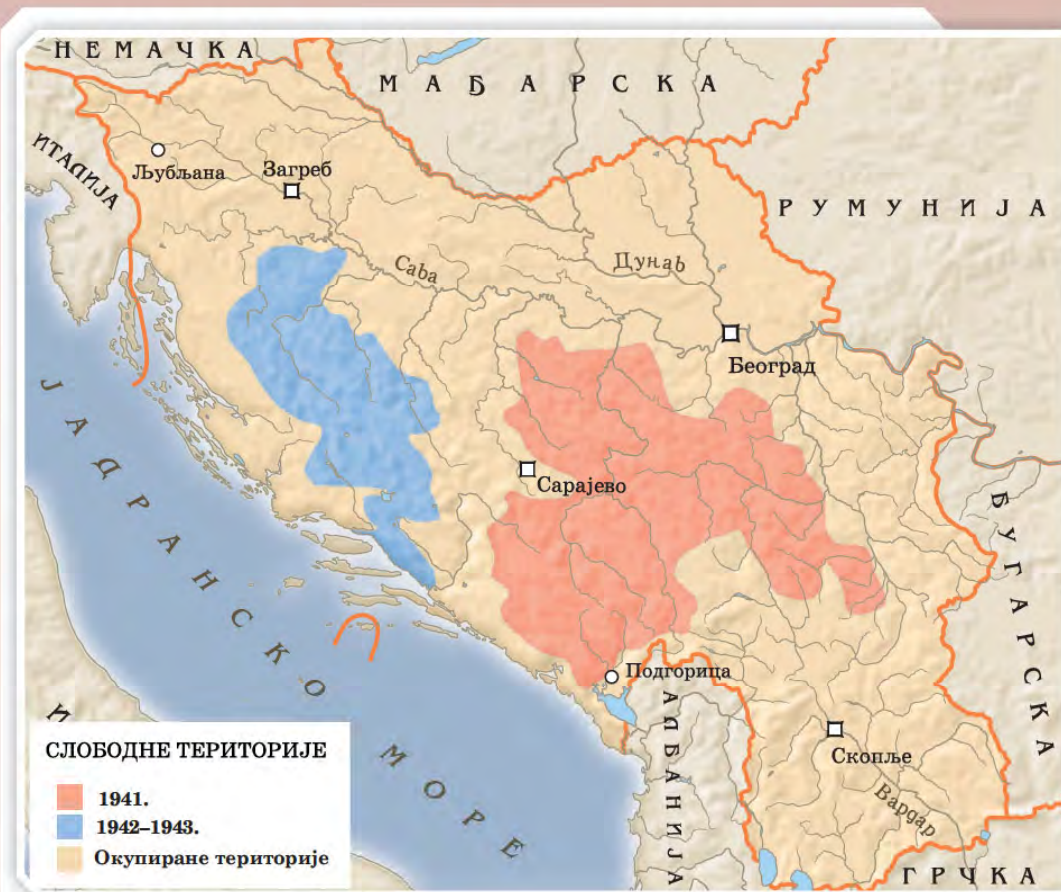 НЕМАЧКА
МАЂАРСКА
ИТАЛИЈА
Љубљана
Загреб
РУМУНИЈА
Сава
Дунав
Београд
ЈАДРАНСКО МОРЕ
Сарајево
БУГАРСКА
Подгорица
АЛБАНИЈА
Скопље
Вардар
ГРЧКА
И
СЛОБОДНЕ ТЕРИТОРИЈЕ
1941.
1942–1943.
Окупиране територије